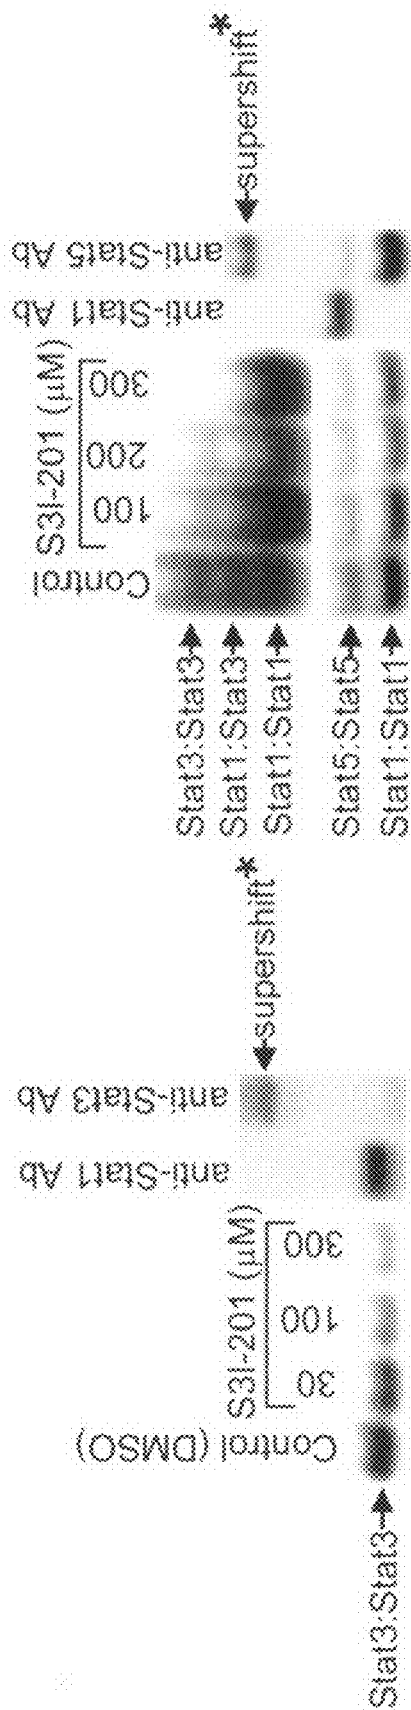 Control (DMSO)
S3I-201 (μM)
30
100
300
anti-Stat1 Ab
anti-Stat3 Ab
Stat3:Stat3
supershift
*
Control
S3I-201 (μM)
100
200
300
anti-Stat1 Ab
anti-Stat5 Ab
Stat3:Stat3
Stat1:Stat3
Stat1:Stat1
Stat5:Stat5
Stat1:Stat1
supershift
*